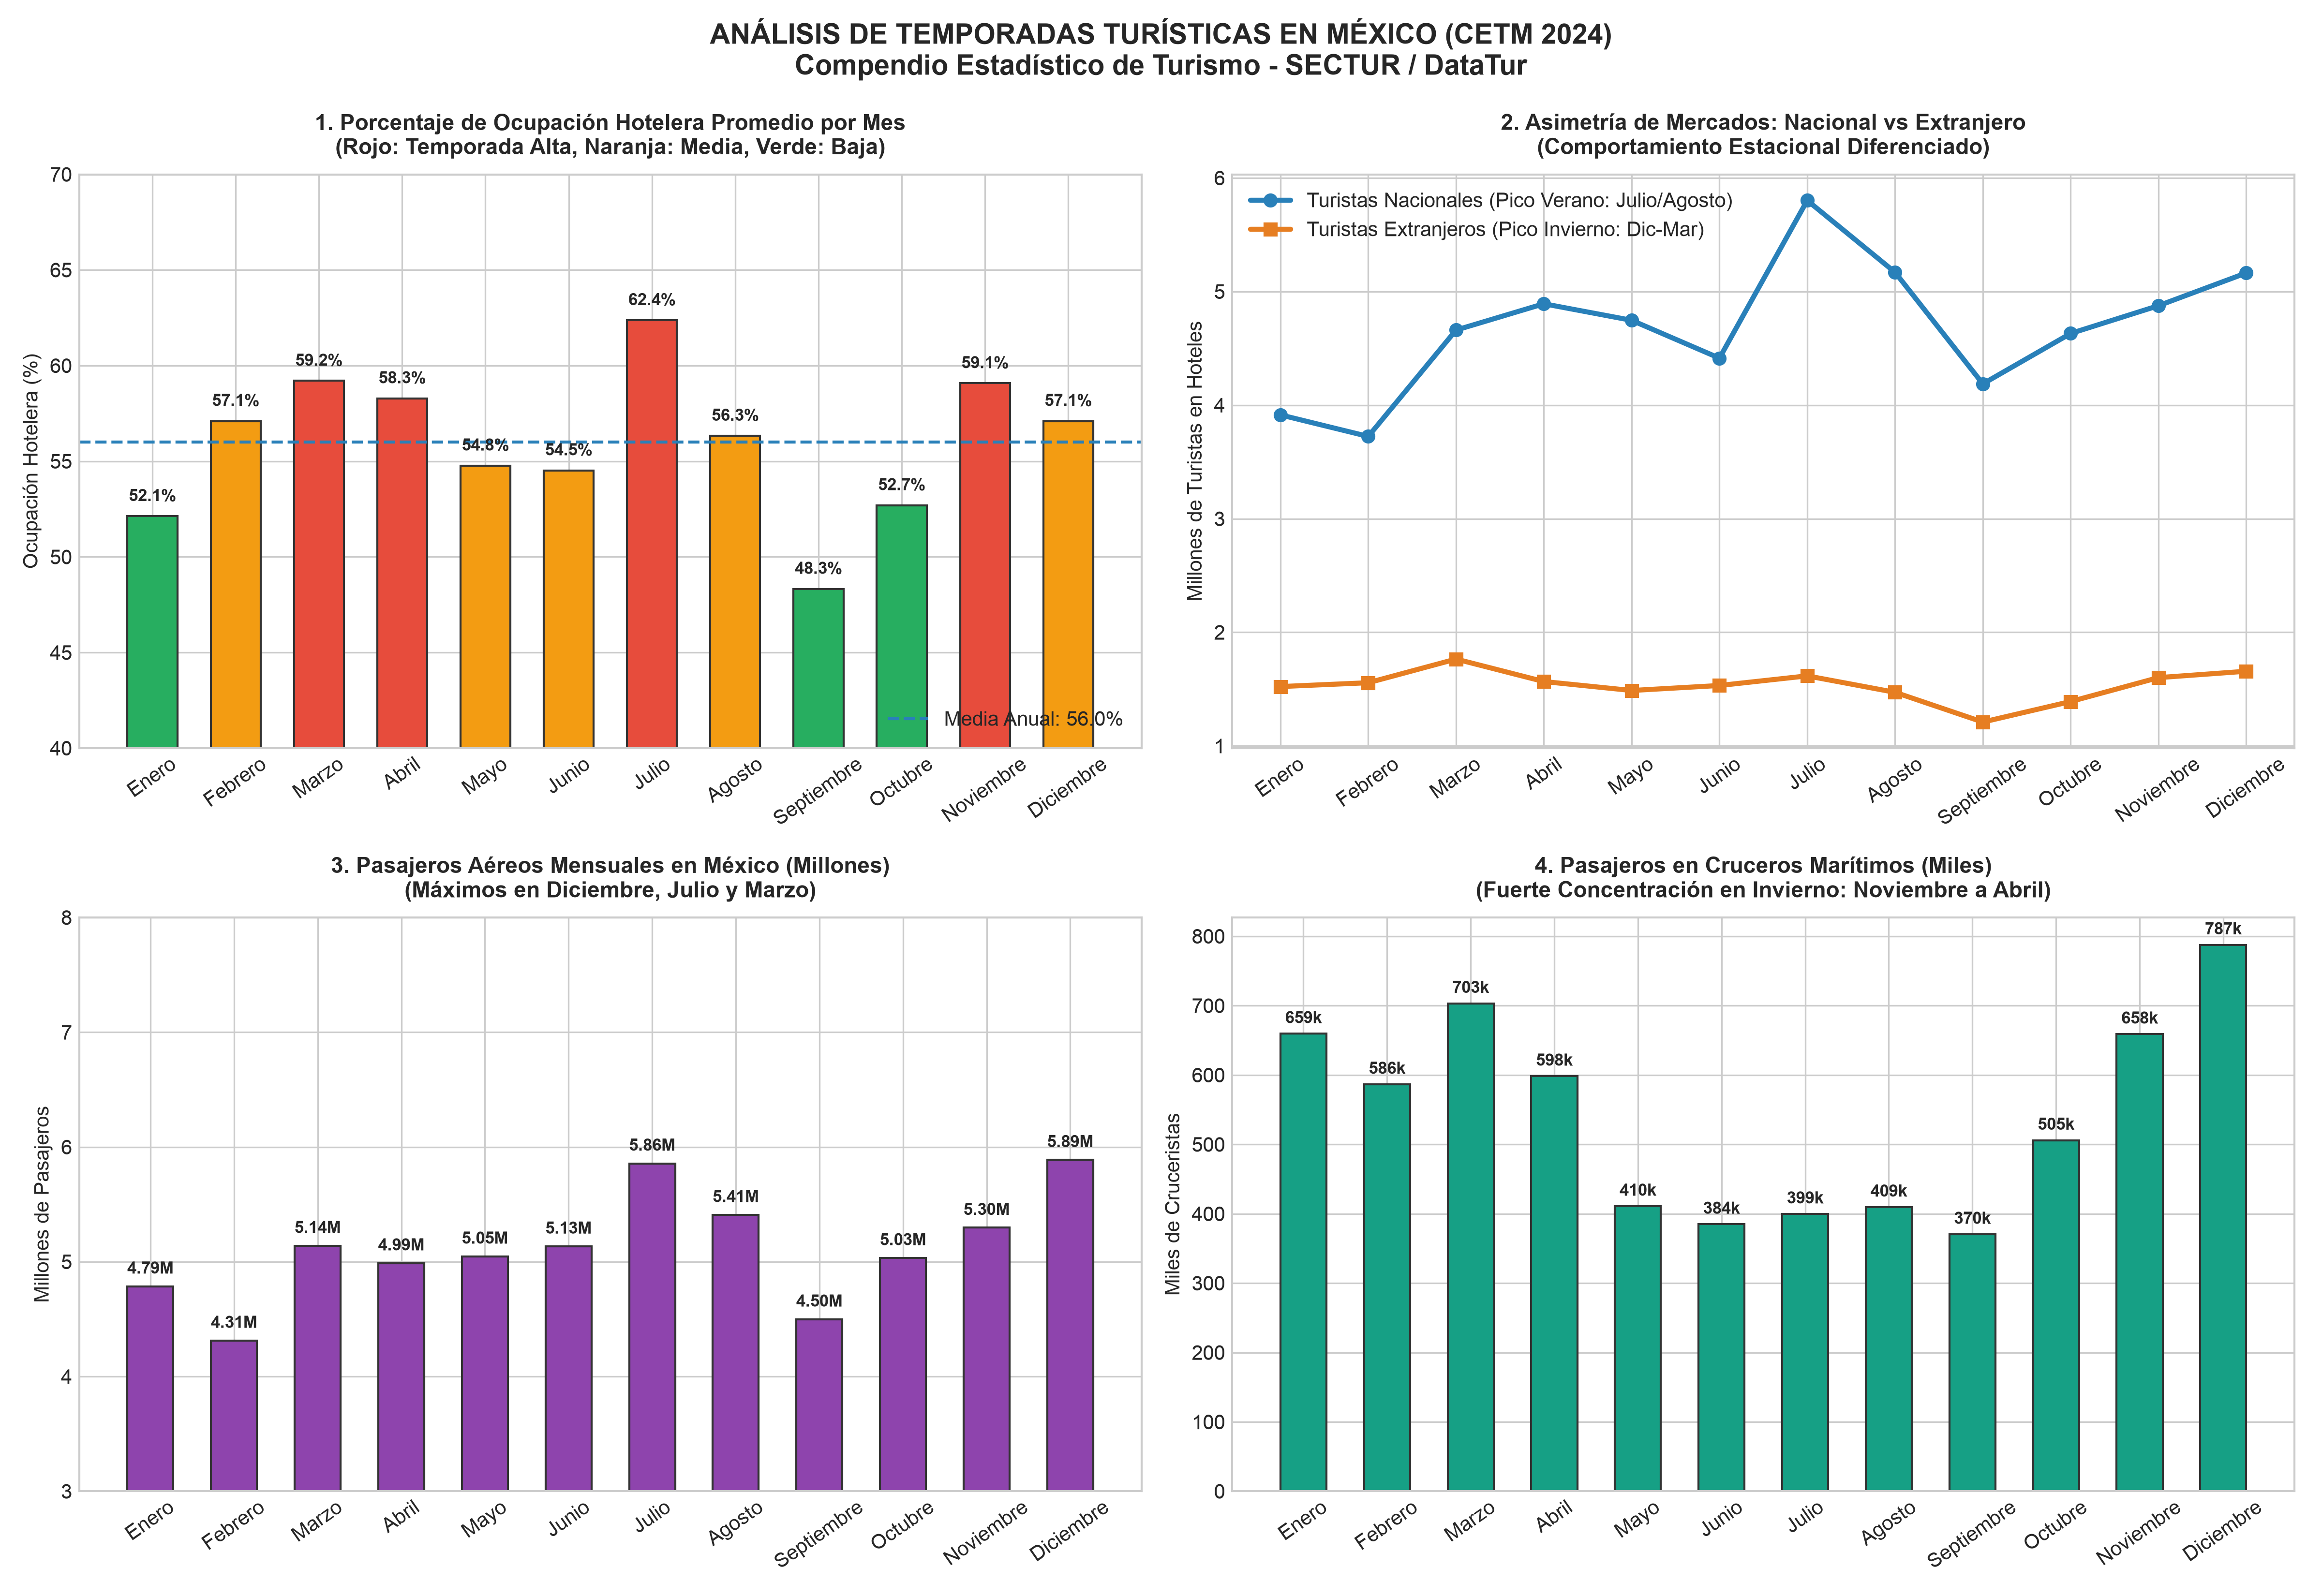 ANÁLISIS DE TEMPORADAS TURÍSTICAS EN MÉXICO (CETM 2024)
Compendio Estadístico de Turismo - SECTUR / DataTur
1. Porcentaje de Ocupación Hotelera Promedio por Mes
(Rojo: Temporada Alta, Naranja: Media, Verde: Baja)
Ocupación Hotelera (%)
70
65
60
55
50
45
40
52.1%
57.1%
59.2%
58.3%
54.8%
54.5%
62.4%
56.3%
48.3%
52.7%
59.1%
57.1%
Media Anual: 56.0%
Enero
Febrero
Marzo
Abril
Mayo
Junio
Julio
Agosto
Septiembre
Octubre
Noviembre
Diciembre
2. Asimetría de Mercados: Nacional vs Extranjero
(Comportamiento Estacional Diferenciado)
Millones de Turistas en Hoteles
6
5
4
3
2
1
Turistas Nacionales (Pico Verano: Julio/Agosto)
Turistas Extranjeros (Pico Invierno: Dic-Mar)
Enero
Febrero
Marzo
Abril
Mayo
Junio
Julio
Agosto
Septiembre
Octubre
Noviembre
Diciembre
3. Pasajeros Aéreos Mensuales en México (Millones)
(Máximos en Diciembre, Julio y Marzo)
Millones de Pasajeros
8
7
6
5
4
3
4.79M
4.31M
5.14M
4.99M
5.05M
5.13M
5.86M
5.41M
4.50M
5.03M
5.30M
5.89M
Enero
Febrero
Marzo
Abril
Mayo
Junio
Julio
Agosto
Septiembre
Octubre
Noviembre
Diciembre
4. Pasajeros en Cruceros Marítimos (Miles)
(Fuerte Concentración en Invierno: Noviembre a Abril)
Miles de Cruceristas
800
700
600
500
400
300
200
100
0
659k
586k
703k
598k
410k
384k
399k
409k
370k
505k
658k
787k
Enero
Febrero
Marzo
Abril
Mayo
Junio
Julio
Agosto
Septiembre
Octubre
Noviembre
Diciembre